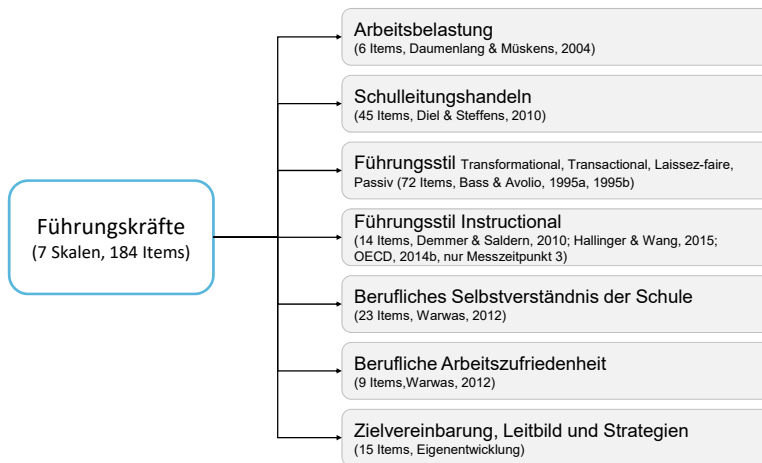 Führungskräfte
(7 Skalen, 184 Items)
Arbeitsbelastung
(6 Items, Daumenlang & Müskens, 2004)
Schulleitungshandeln
(45 Items, Diel & Steffens, 2010)
Führungsstil Transformational, Transactional, Laissez-faire,
Passiv (72 Items, Bass & Avolio, 1995a, 1995b)
Führungsstil Instructional
(14 Items, Demmer & Saldern, 2010; Hallinger & Wang, 2015;
OECD, 2014b, nur Messzeitpunkt 3)
Berufliches Selbstverständnis der Schule
(23 Items, Warwas, 2012)
Berufliche Arbeitszufriedenheit
(9 Items,Warwas, 2012)
Zielvereinbarung, Leitbild und Strategien
(15 Items, Eigenentwicklung)